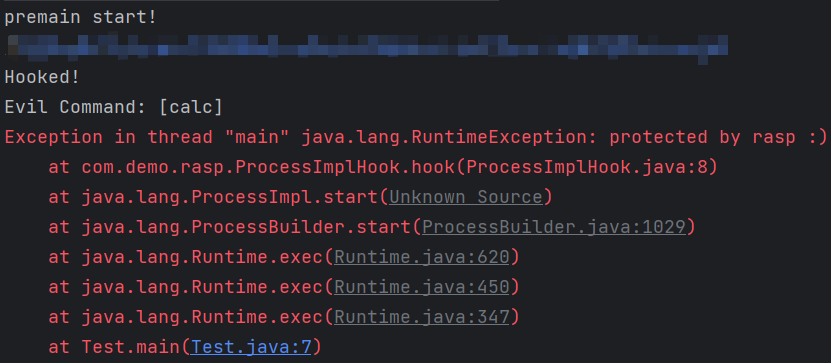 premain start!
Hooked!
Evil Command: [calc]
Exception in thread "main" java.lang.RuntimeException: protected by rasp :)
    at com.demo.rasp.ProcessImplHook.hook(ProcessImplHook.java:8)
    at java.lang.ProcessImpl.start(Unknown Source)
    at java.lang.ProcessBuilder.start(ProcessBuilder.java:1029)
    at java.lang.Runtime.exec(Runtime.java:620)
    at java.lang.Runtime.exec(Runtime.java:450)
    at java.lang.Runtime.exec(Runtime.java:347)
    at Test.main(Test.java:7)